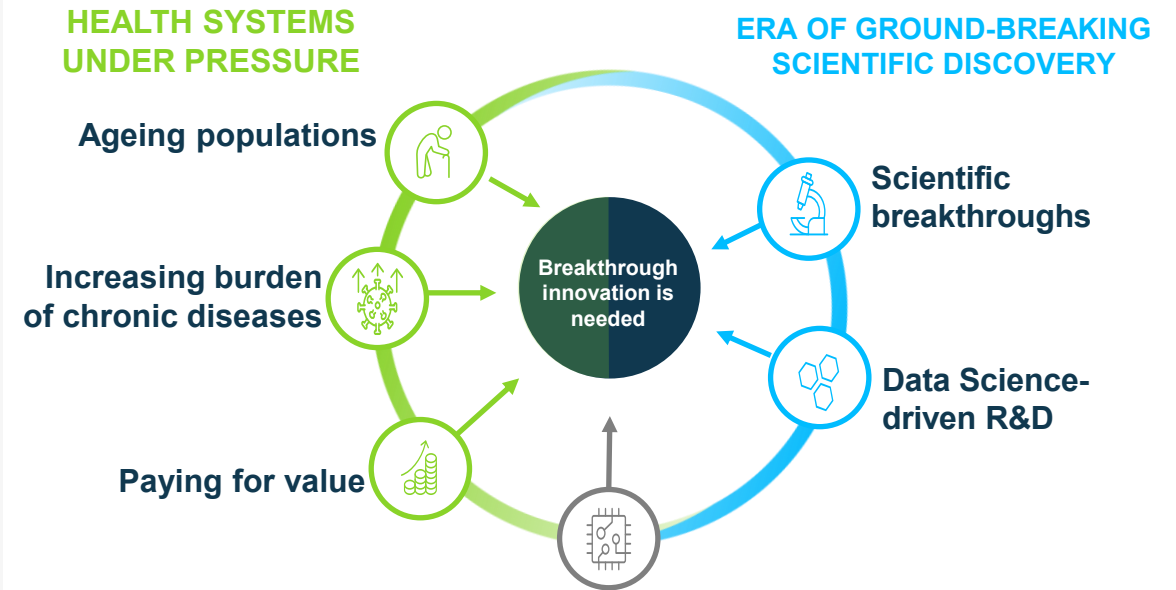 HEALTH SYSTEMS
UNDER PRESSURE
ERA OF GROUND-BREAKING
SCIENTIFIC DISCOVERY
Ageing populations
Increasing burden
of chronic diseases
Paying for value
Breakthrough
innovation is
needed
Scientific
breakthroughs
Data Science-
driven R&D